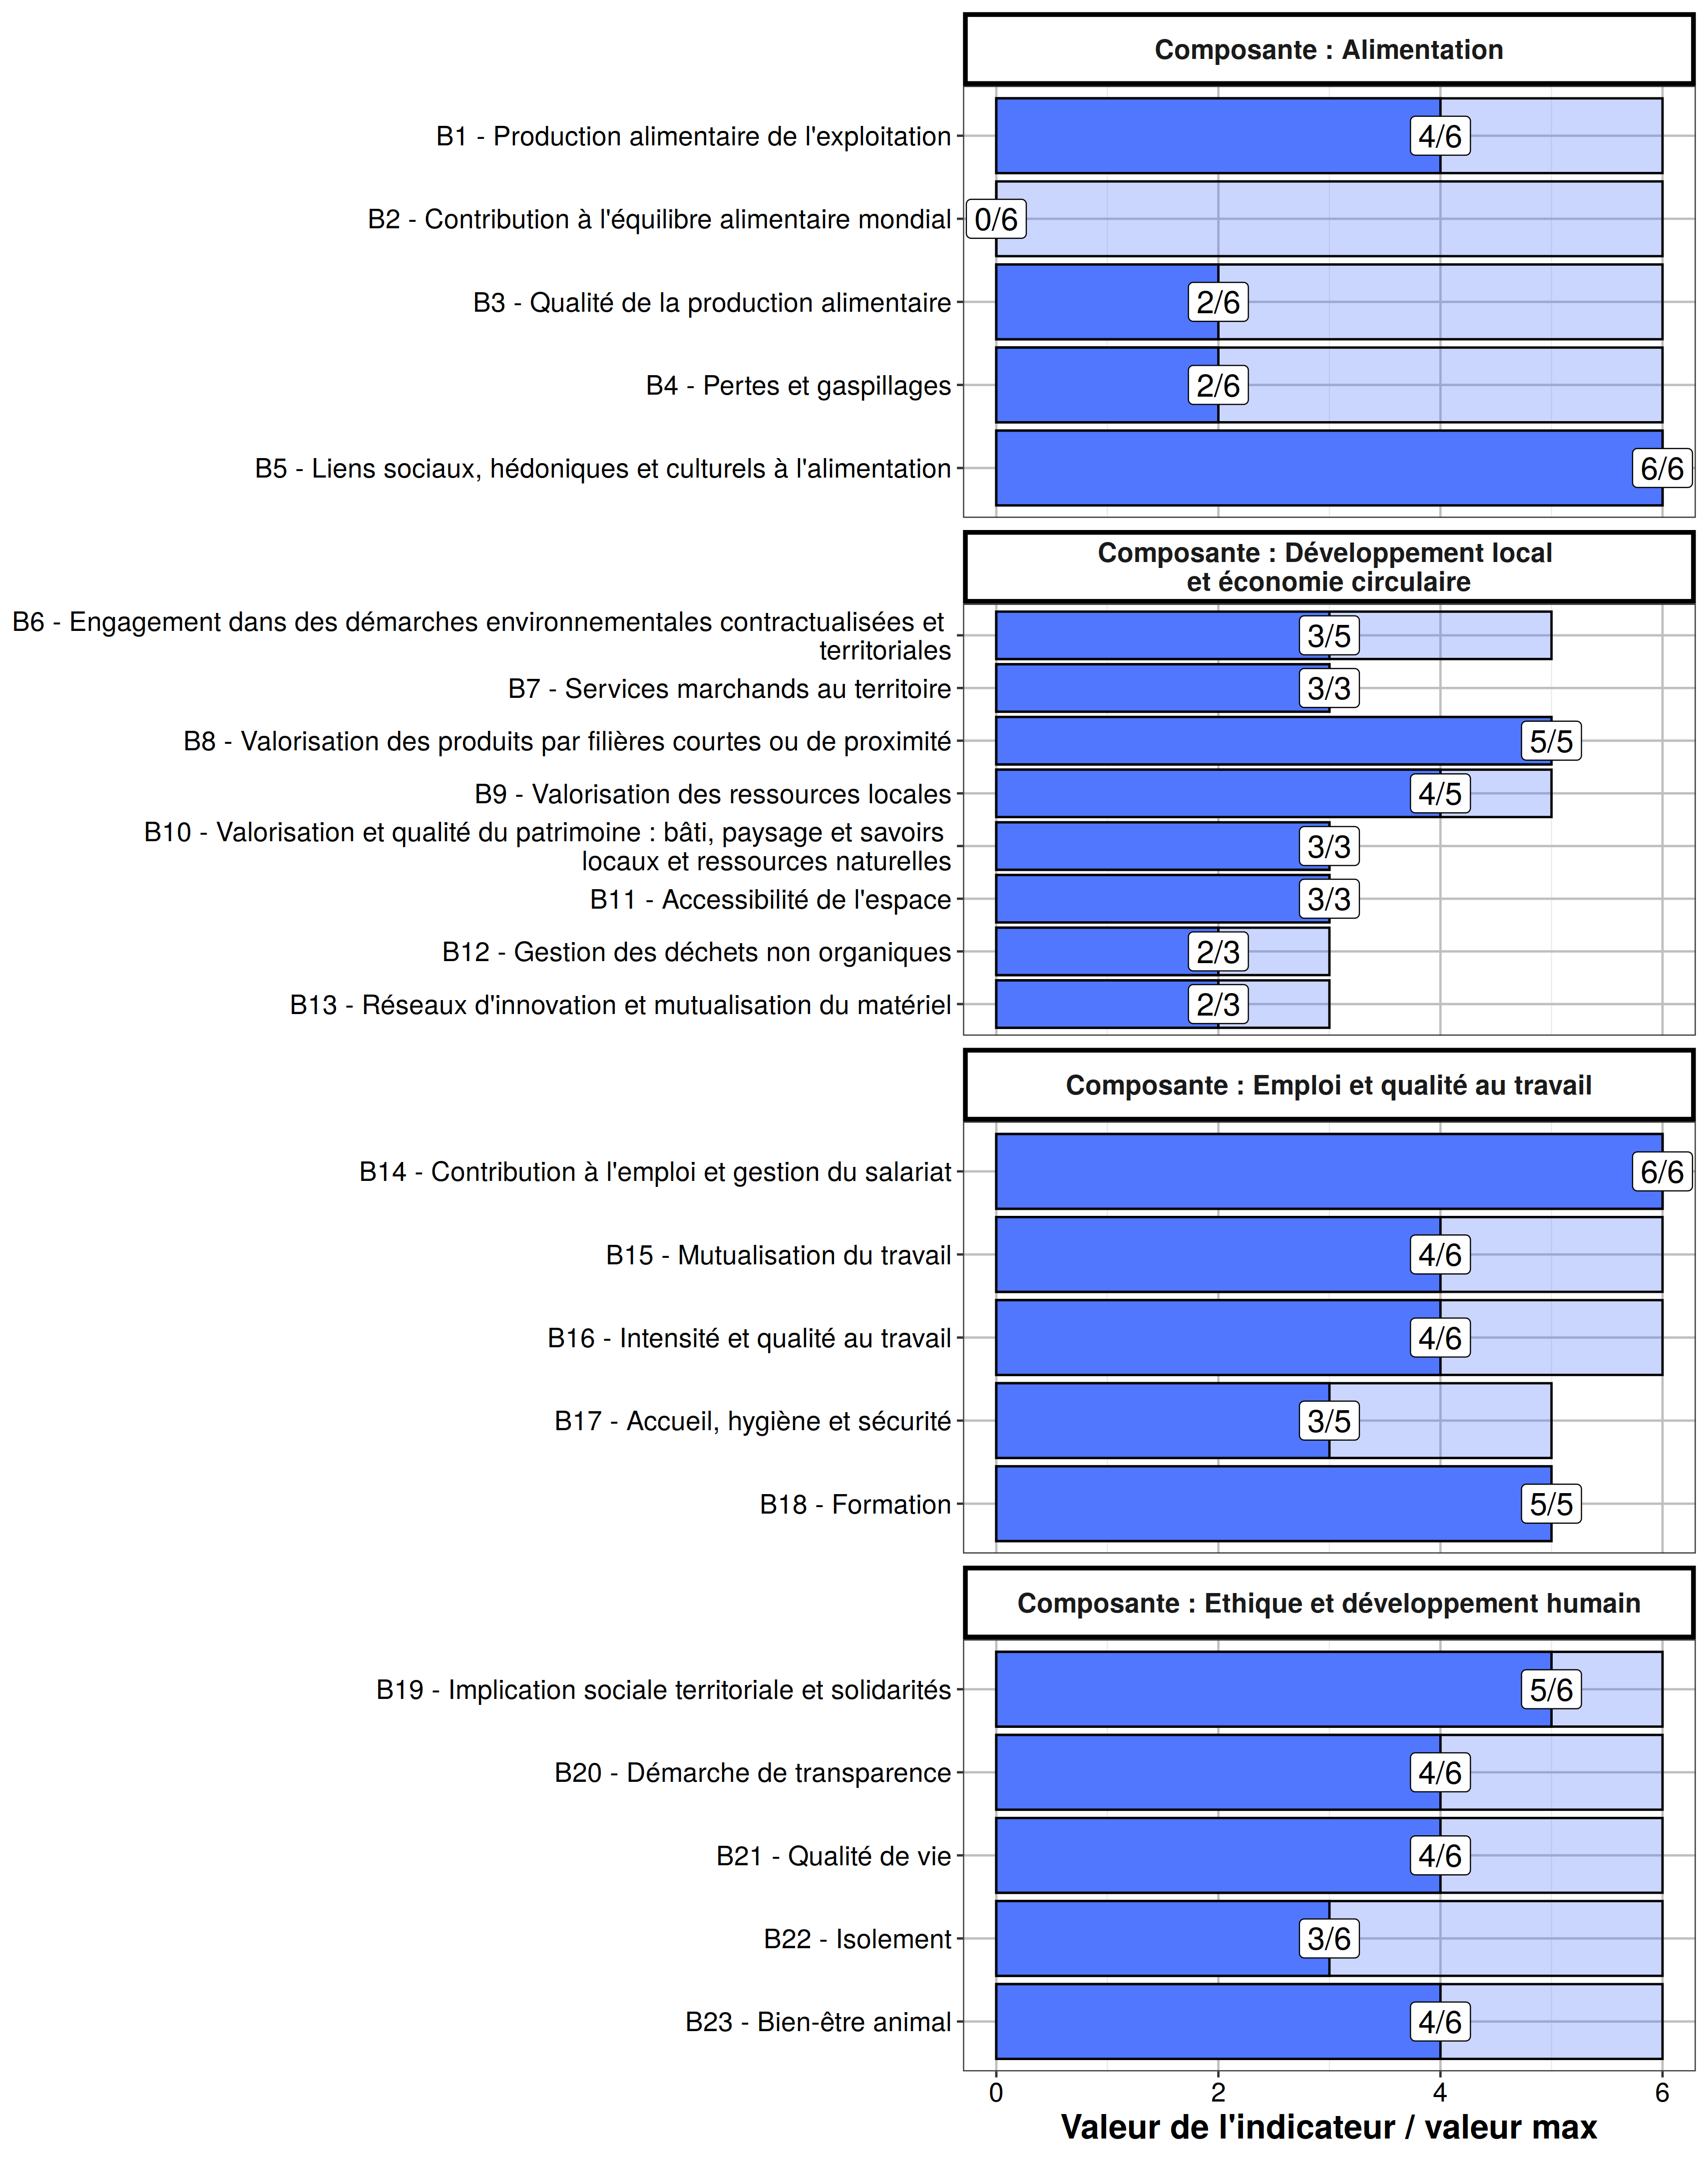 Composante : Alimentation
B1 - Production alimentaire de l'exploitation
4/6
B2 - Contribution à l'équilibre alimentaire mondial
0/6
B3 - Qualité de la production alimentaire
2/6
B4 - Pertes et gaspillages
2/6
B5 - Liens sociaux, hédoniques et culturels à l'alimentation
6/6
Composante : Développement local
et économie circulaire
B6 - Engagement dans des démarches environnementales contractualisées et
territoriales
3/5
B7 - Services marchands au territoire
3/3
B8 - Valorisation des produits par filières courtes ou de proximité
5/5
B9 - Valorisation des ressources locales
4/5
B10 - Valorisation et qualité du patrimoine : bâti, paysage et savoirs
locaux et ressources naturelles
3/3
B11 - Accessibilité de l'espace
3/3
B12 - Gestion des déchets non organiques
2/3
B13 - Réseaux d'innovation et mutualisation du matériel
2/3
Composante : Emploi et qualité au travail
B14 - Contribution à l'emploi et gestion du salariat
6/6
B15 - Mutualisation du travail
4/6
B16 - Intensité et qualité au travail
4/6
B17 - Accueil, hygiène et sécurité
3/5
B18 - Formation
5/5
Composante : Ethique et développement humain
B19 - Implication sociale territoriale et solidarités
5/6
B20 - Démarche de transparence
4/6
B21 - Qualité de vie
4/6
B22 - Isolement
3/6
B23 - Bien-être animal
4/6
0 2 4 6
Valeur de l'indicateur / valeur max